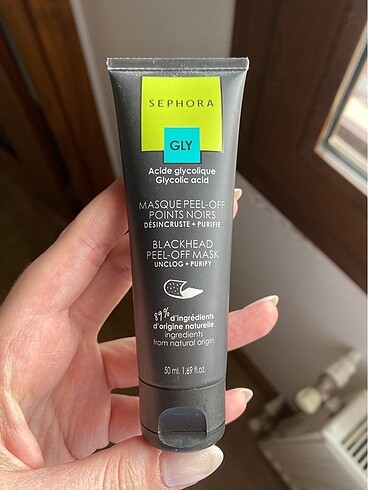 SEPHORA
GLY
Acide glycolique
Glycolic acid
MASQUE PEEL-OFF
POINTS NOIRS
DÉSINCRUSTE + PURIFIE
BLACKHEAD
PEEL-OFF MASK
UNCLOG + PURIFY
89% d'ingrédients
d'origine naturelle
ingredients
from natural origin
50 ml. 1.69 fl.oz.